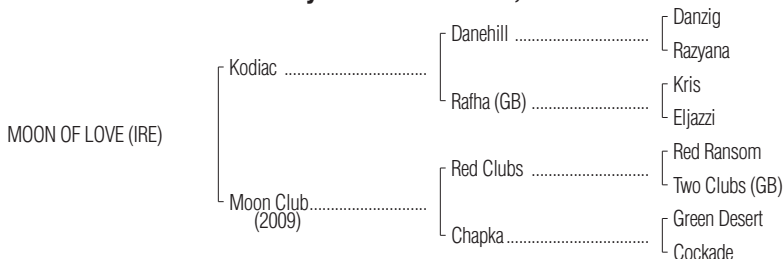 Danzig
Danehill ....................................
Razyana
Kodiac ....................................
Kris
Rafha (GB) ................................
Eljazzi
MOON OF LOVE (IRE)
Red Ransom
Red Clubs ................................
Two Clubs (GB)
Moon Club..............................
(2009)
Green Desert
Chapka ......................................
Cockade